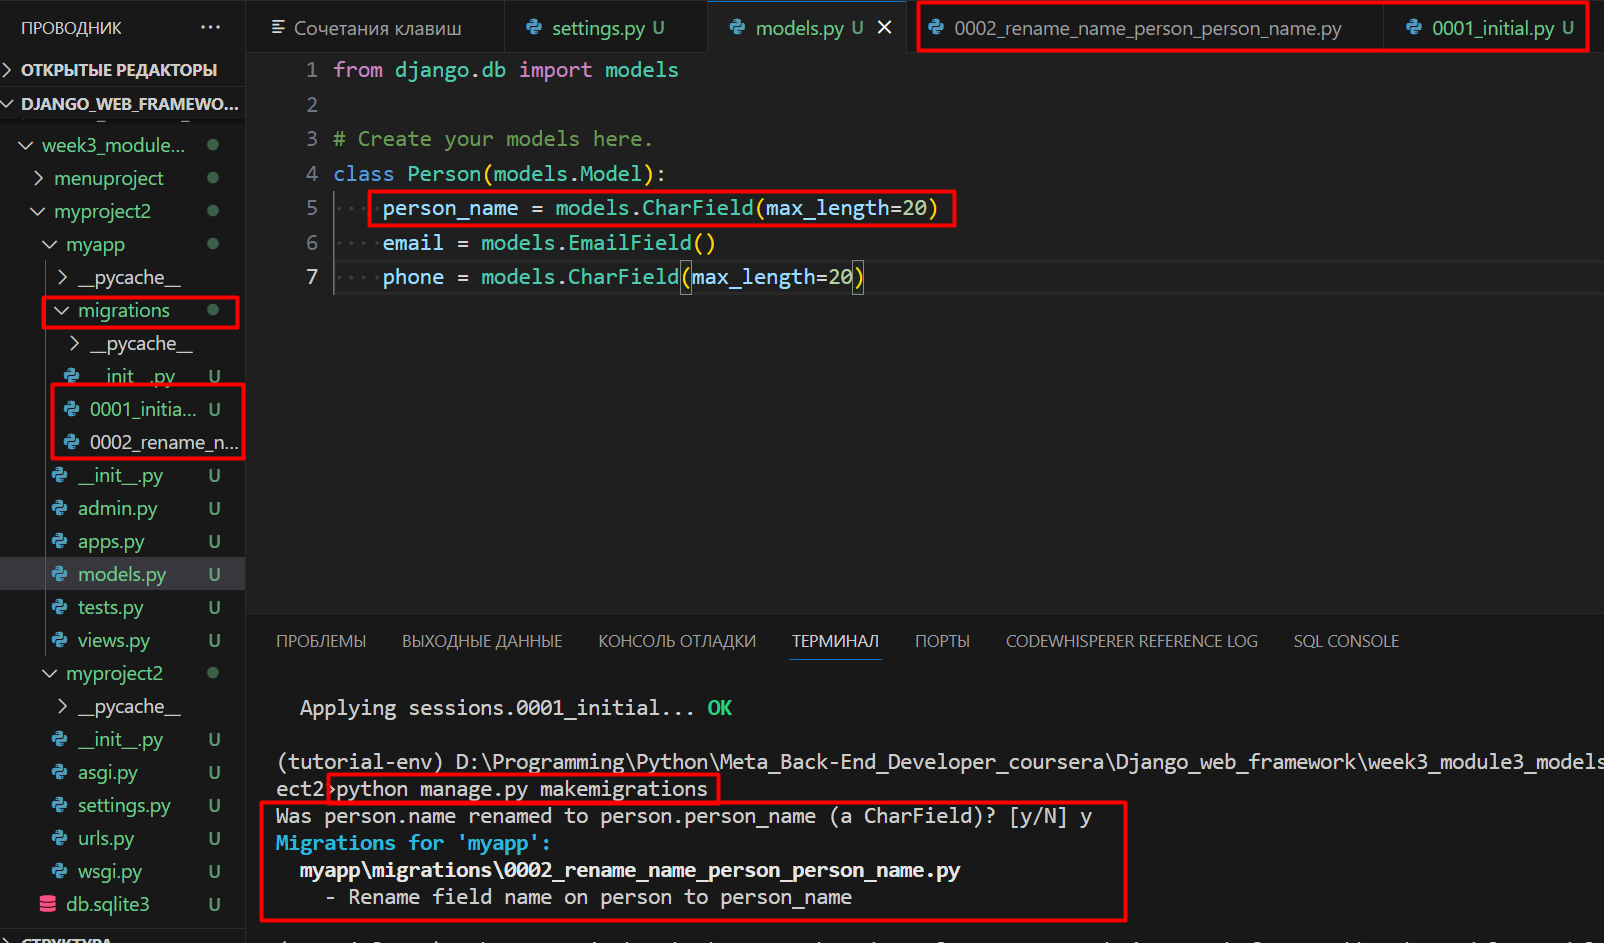 ПРОВОДНИК ...
ОТКРЫТЫЕ РЕДАКТОРЫ
DJANGO_WEB_FRAMEWO...
week3_module...
menuproject
myproject2
myapp
__pycache__
migrations
__pycache__
__init__.py U
0001_initia... U
0002_rename_n...
__init__.py U
admin.py U
apps.py U
models.py U
tests.py U
views.py U
myproject2
__pycache__
__init__.py U
asgi.py U
settings.py U
urls.py U
wsgi.py U
db.sqlite3 U
СТРУКТУРА
Сочетания клавиш settings.py U models.py U 0002_rename_name_person_person_name.py 0001_initial.py U
1 from django.db import models
2
3 # Create your models here.
4 class Person(models.Model):
5 ····person_name = models.CharField(max_length=20)
6 ····email = models.EmailField()
7 ····phone = models.CharField(max_length=20)
ПРОБЛЕМЫ ВЫХОДНЫЕ ДАННЫЕ КОНСОЛЬ ОТЛАДКИ ТЕРМИНАЛ ПОРТЫ CODEWHISPERER REFERENCE LOG SQL CONSOLE
Applying sessions.0001_initial... OK
(tutorial-env) D:\Programming\Python\Meta_Back-End_Developer_coursera\Django_web_framework\week3_module3_models
ect2>python manage.py makemigrations
Was person.name renamed to person.person_name (a CharField)? [y/N] y
Migrations for 'myapp':
myapp\migrations\0002_rename_name_person_person_name.py
- Rename field name on person to person_name